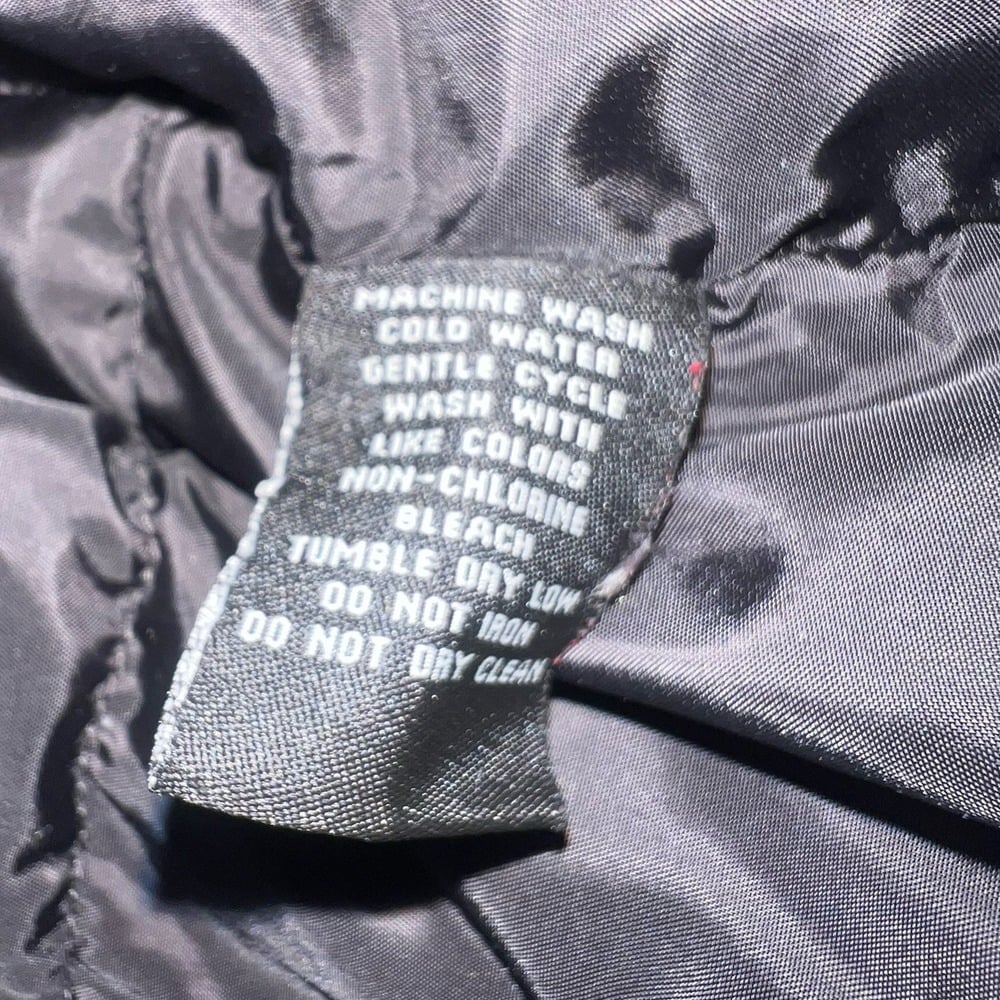 MACHINE WASH
COLD WATER
GENTLE CYCLE
WASH WITH
LIKE COLORS
NON-CHLORINE
BLEACH
TUMBLE DRY LOW
DO NOT IRON
DO NOT DRY CLEAN